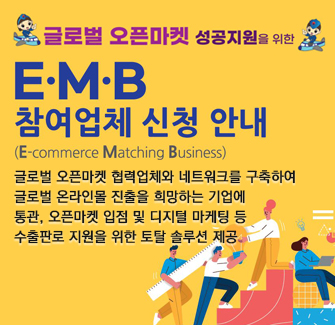 글로벌 오픈마켓 성공지원을 위한
E·M·B
참여업체 신청 안내
(E-commerce Matching Business)
글로벌 오픈마켓 협력업체와 네트워크를 구축하여
글로벌 온라인몰 진출을 희망하는 기업에
통관, 오픈마켓 입점 및 디지털 마케팅 등
수출판로 지원을 위한 토탈 솔루션 제공